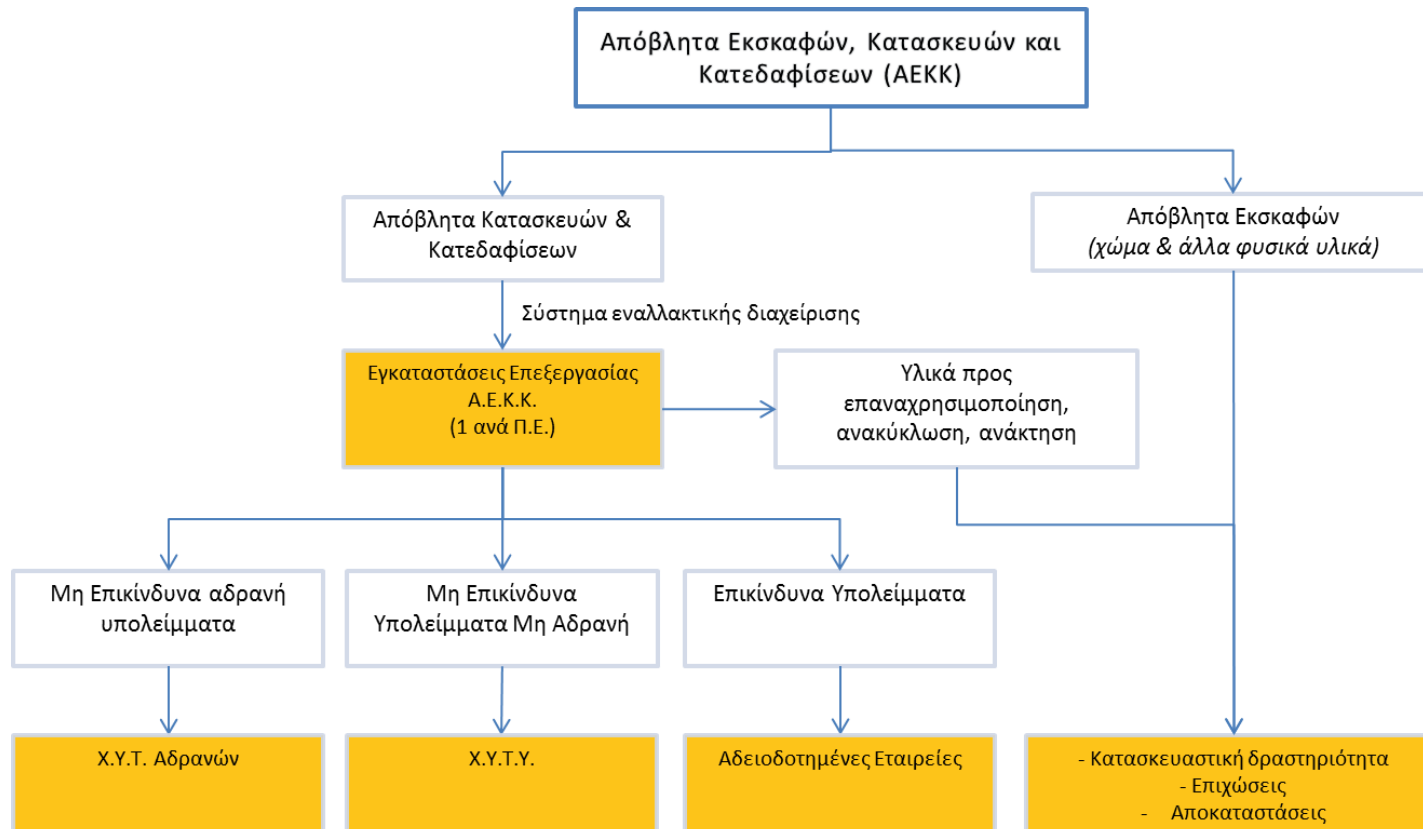 Απόβλητα Εκσκαφών, Κατασκευών και
Κατεδαφίσεων (ΑΕΚΚ)
Απόβλητα Κατασκευών &
Κατεδαφίσεων
Απόβλητα Εκσκαφών
(χώμα & άλλα φυσικά υλικά)
Σύστημα εναλλακτικής διαχείρισης
Εγκαταστάσεις Επεξεργασίας
Α.Ε.Κ.Κ.
(1 ανά Π.Ε.)
Υλικά προς
επαναχρησιμοποίηση,
ανακύκλωση, ανάκτηση
Μη Επικίνδυνα αδρανή
υπολείμματα
Μη Επικίνδυνα
Υπολείμματα Μη Αδρανή
Επικίνδυνα Υπολείμματα
Χ.Υ.Τ. Αδρανών
Χ.Υ.Τ.Υ.
Αδειοδοτημένες Εταιρείες
- Κατασκευαστική δραστηριότητα
- Επιχώσεις
- Αποκαταστάσεις